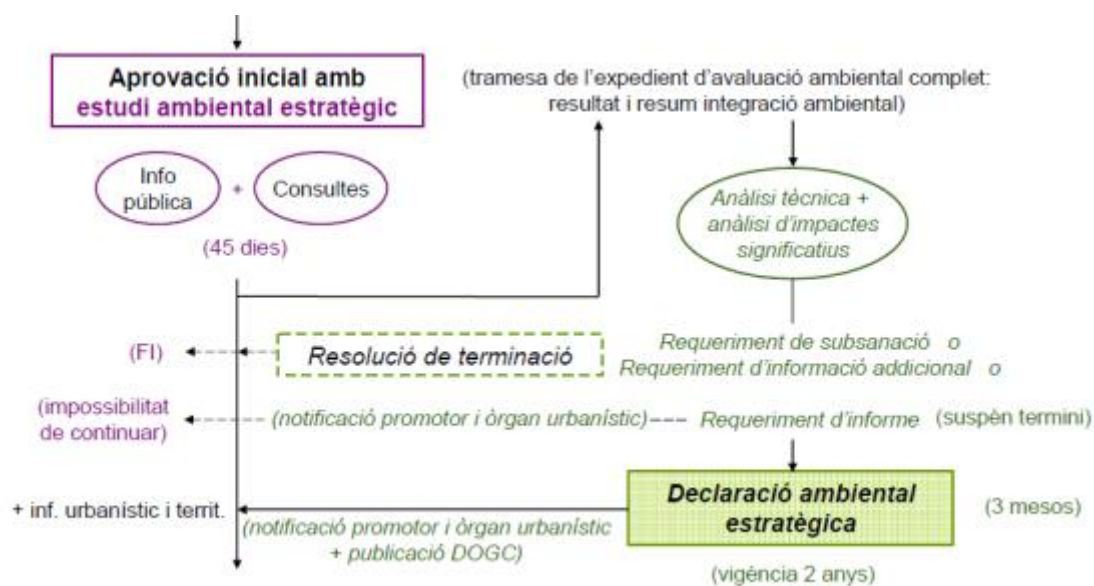 Aprovació inicial amb
estudi ambiental estratègic
(tramesa de l'expedient d'avaluació ambiental complet:
resultat i resum integració ambiental)
Info
pública
+
Consultes
(45 dies)
Anàlisi tècnica +
anàlisi d'impactes
significatius
(FI)
Resolució de terminació
Requeriment de subsanació o
Requeriment d'informació addicional o
(impossibilitat
de continuar)
(notificació promotor i òrgan urbanístic)
Requeriment d'informe
(suspèn termini)
+ inf. urbanístic i territ.
Declaració ambiental
estratègica
(3 mesos)
(notificació promotor i òrgan urbanístic
+ publicació DOGC)
(vigència 2 anys)